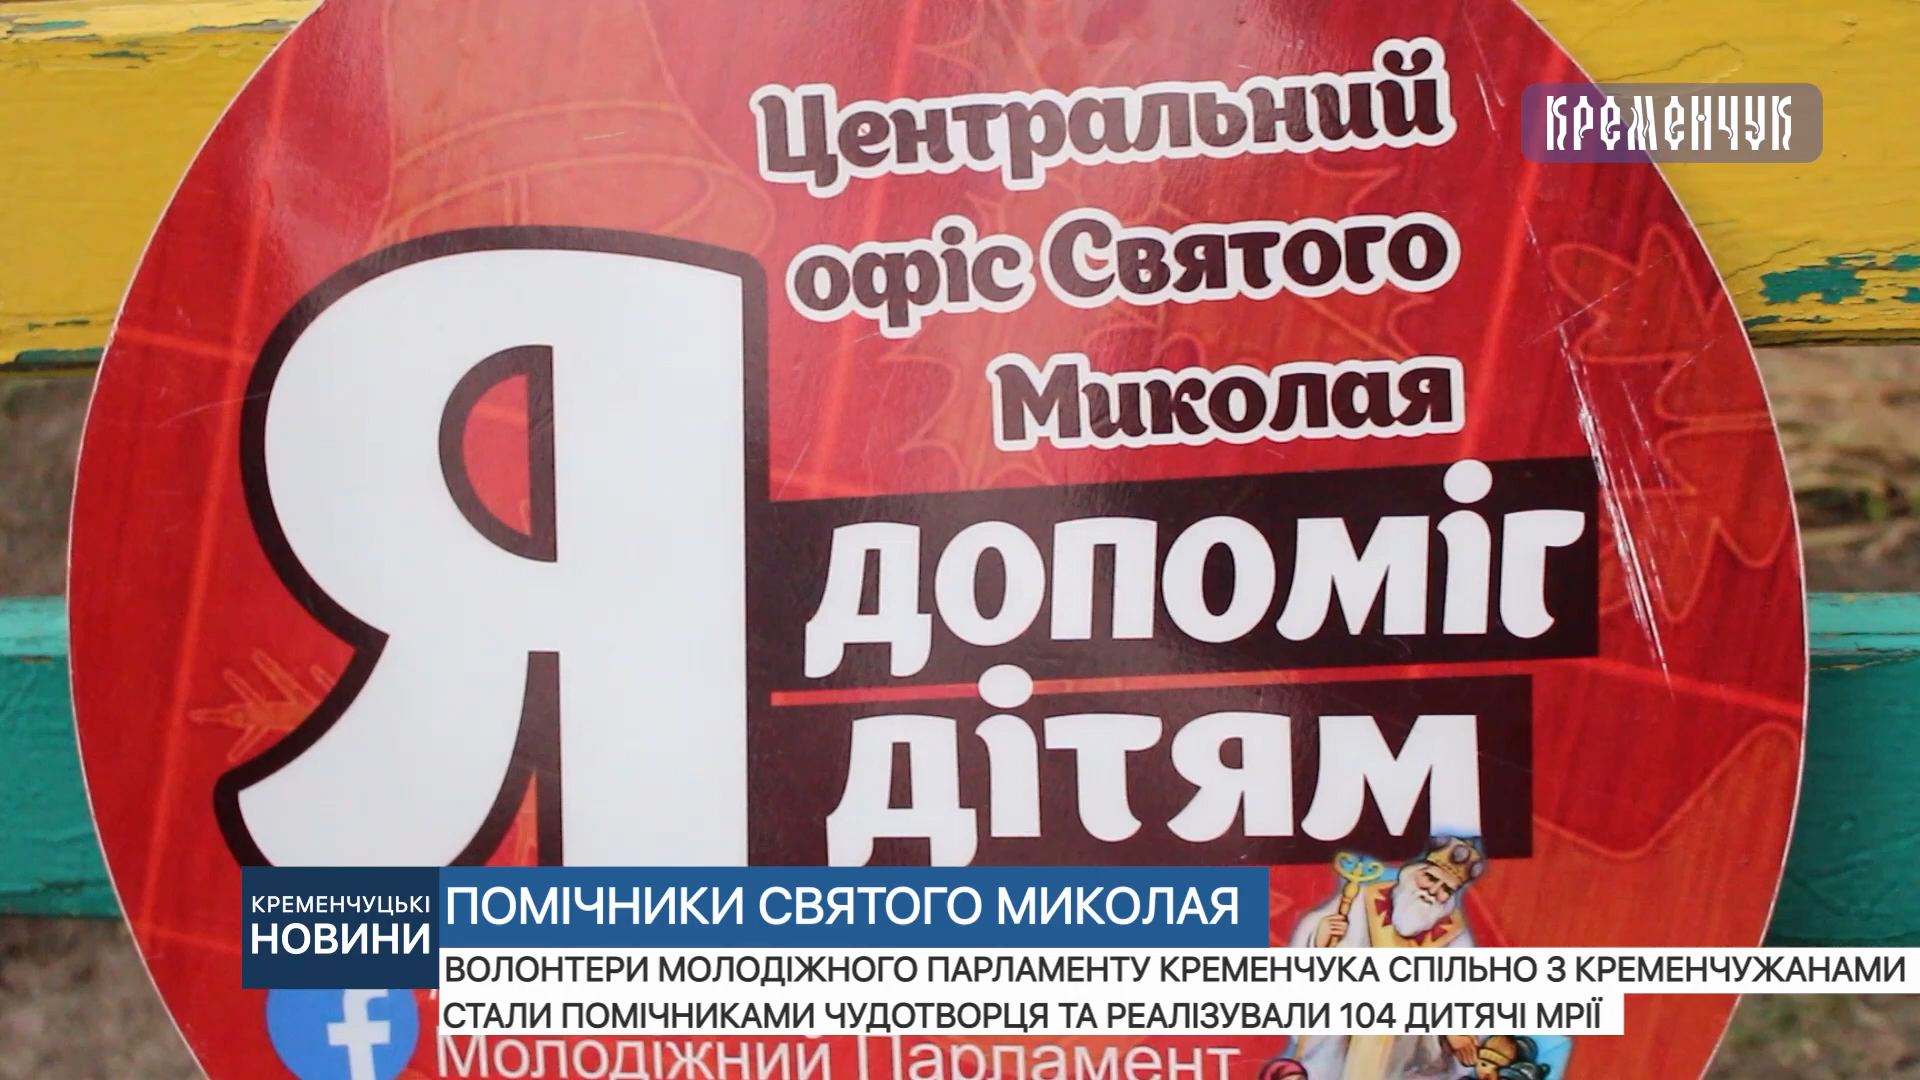 Центральний
КРЕМЕНЧУК
офіс Святого
Миколая
Я допоміг
дітям
КРЕМЕНЧУЦЬКІ
НОВИНИ
ПОМІЧНИКИ СВЯТОГО МИКОЛАЯ
ВОЛОНТЕРИ МОЛОДІЖНОГО ПАРЛАМЕНТУ КРЕМЕНЧУКА СПІЛЬНО З КРЕМЕНЧУЖАНАМИ
СТАЛИ ПОМІЧНИКАМИ ЧУДОТВОРЦЯ ТА РЕАЛІЗУВАЛИ 104 ДИТЯЧІ МРІЇ
f
Молодіжний Парламент